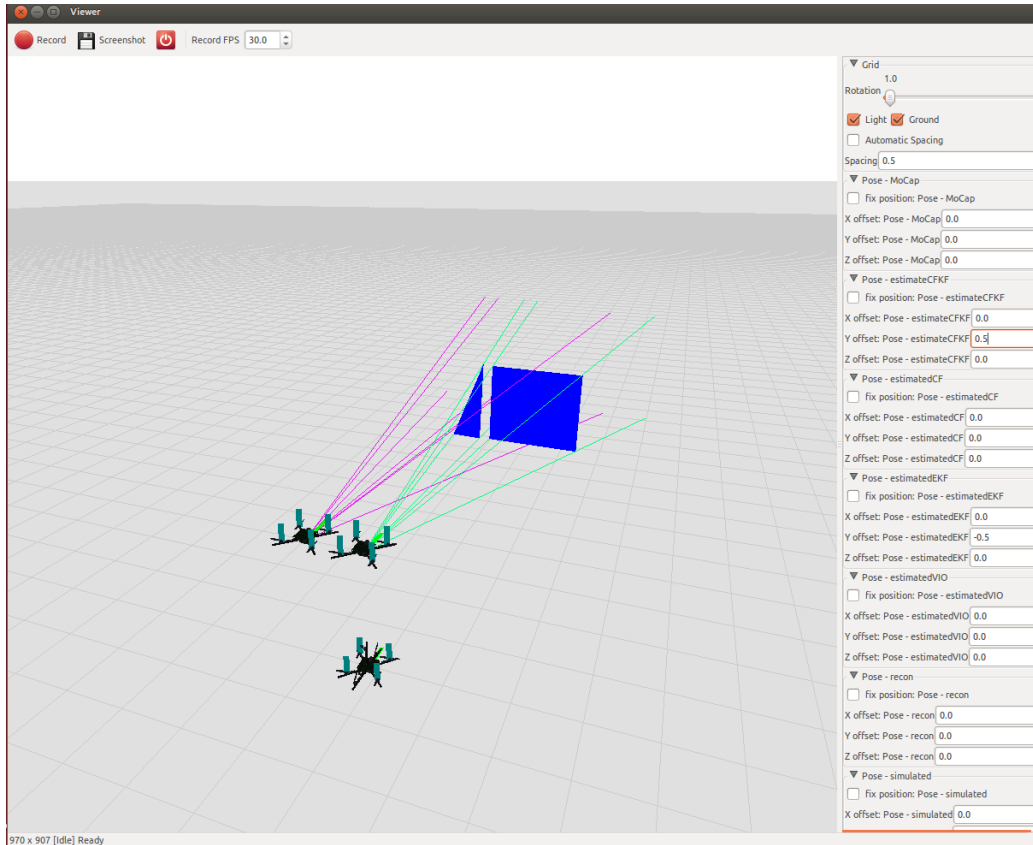 Viewer
Record Screenshot Record FPS 30.0
Grid
1.0
Rotation
Light Ground
Automatic Spacing
Spacing 0.5
Pose - MoCap
fix position: Pose - MoCap
X offset: Pose - MoCap 0.0
Y offset: Pose - MoCap 0.0
Z offset: Pose - MoCap 0.0
Pose - estimateCFKF
fix position: Pose - estimateCFKF
X offset: Pose - estimateCFKF 0.0
Y offset: Pose - estimateCFKF 0.5
Z offset: Pose - estimateCFKF 0.0
Pose - estimatedCF
fix position: Pose - estimatedCF
X offset: Pose - estimatedCF 0.0
Y offset: Pose - estimatedCF 0.0
Z offset: Pose - estimatedCF 0.0
Pose - estimatedEKF
fix position: Pose - estimatedEKF
X offset: Pose - estimatedEKF 0.0
Y offset: Pose - estimatedEKF -0.5
Z offset: Pose - estimatedEKF 0.0
Pose - estimatedVIO
fix position: Pose - estimatedVIO
X offset: Pose - estimatedVIO 0.0
Y offset: Pose - estimatedVIO 0.0
Z offset: Pose - estimatedVIO 0.0
Pose - recon
fix position: Pose - recon
X offset: Pose - recon 0.0
Y offset: Pose - recon 0.0
Z offset: Pose - recon 0.0
Pose - simulated
fix position: Pose - simulated
X offset: Pose - simulated 0.0
970 x 907 [Idle] Ready